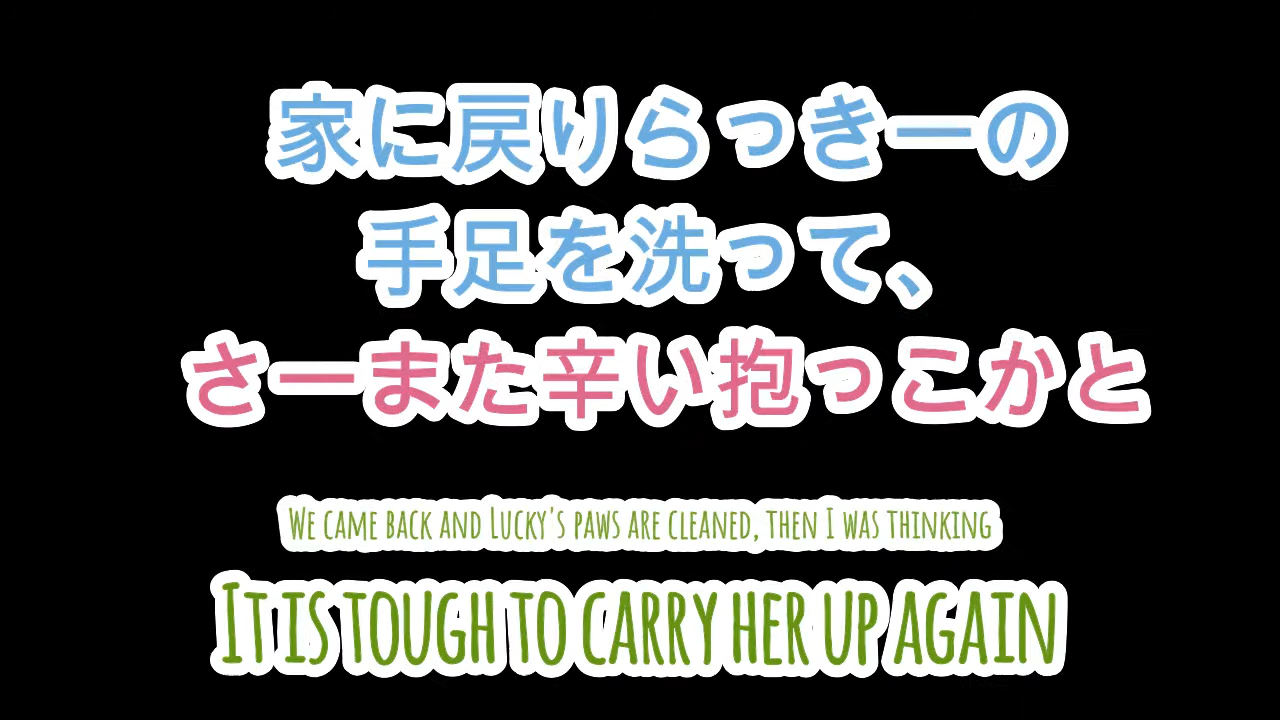 家に戻りらっきーの
手足を洗って、
さーまた辛い抱っこかと
We came back and Lucky's paws are cleaned, then I was thinking
It is tough to carry her up again